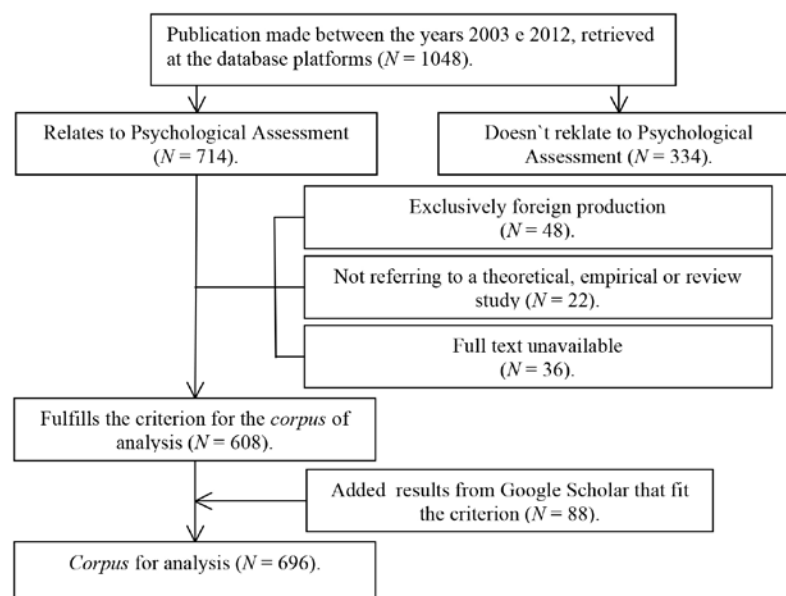 Publication made between the years 2003 e 2012, retrieved
at the database platforms (N = 1048).
Relates to Psychological Assessment
(N = 714).
Doesn`t reklate to Psychological
Assessment (N = 334).
Exclusively foreign production
(N = 48).
Not referring to a theoretical, empirical or review
study (N = 22).
Full text unavailable
(N = 36).
Fulfills the criterion for the corpus of
analysis (N = 608).
Added results from Google Scholar that fit
the criterion (N = 88).
Corpus for analysis (N = 696).